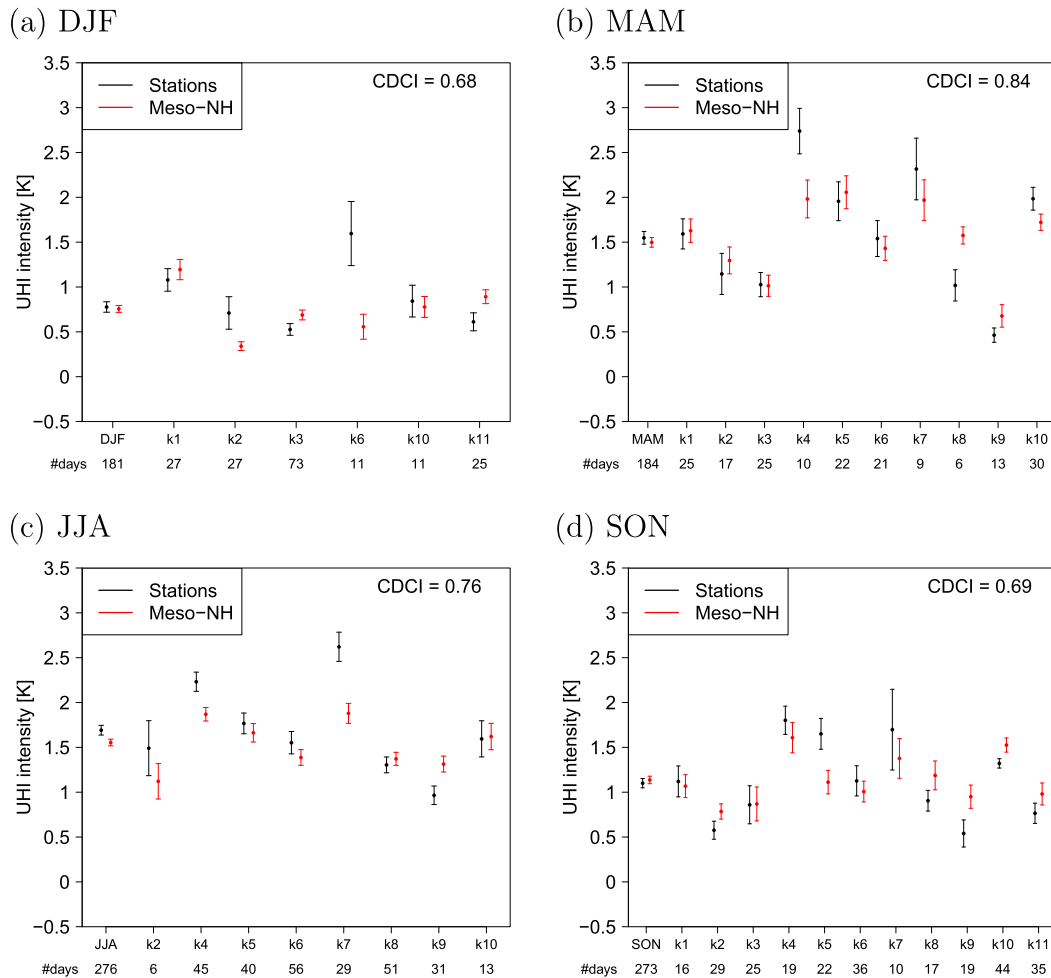 (a) DJF
3.5
3
2.5
2
1.5
1
0.5
0
−0.5
UHI intensity [K]
Stations
Meso−NH
CDCI = 0.68
DJF k1 k2 k3 k6 k10 k11
#days 181 27 27 73 11 11 25
(b) MAM
3.5
3
2.5
2
1.5
1
0.5
0
−0.5
UHI intensity [K]
Stations
Meso−NH
CDCI = 0.84
MAM k1 k2 k3 k4 k5 k6 k7 k8 k9 k10
#days 184 25 17 25 10 22 21 9 6 13 30
(c) JJA
3.5
3
2.5
2
1.5
1
0.5
0
−0.5
UHI intensity [K]
Stations
Meso−NH
CDCI = 0.76
JJA k2 k4 k5 k6 k7 k8 k9 k10
#days 276 6 45 40 56 29 51 31 13
(d) SON
3.5
3
2.5
2
1.5
1
0.5
0
−0.5
UHI intensity [K]
Stations
Meso−NH
CDCI = 0.69
SON k1 k2 k3 k4 k5 k6 k7 k8 k9 k10 k11
#days 273 16 29 25 19 22 36 10 17 19 44 35